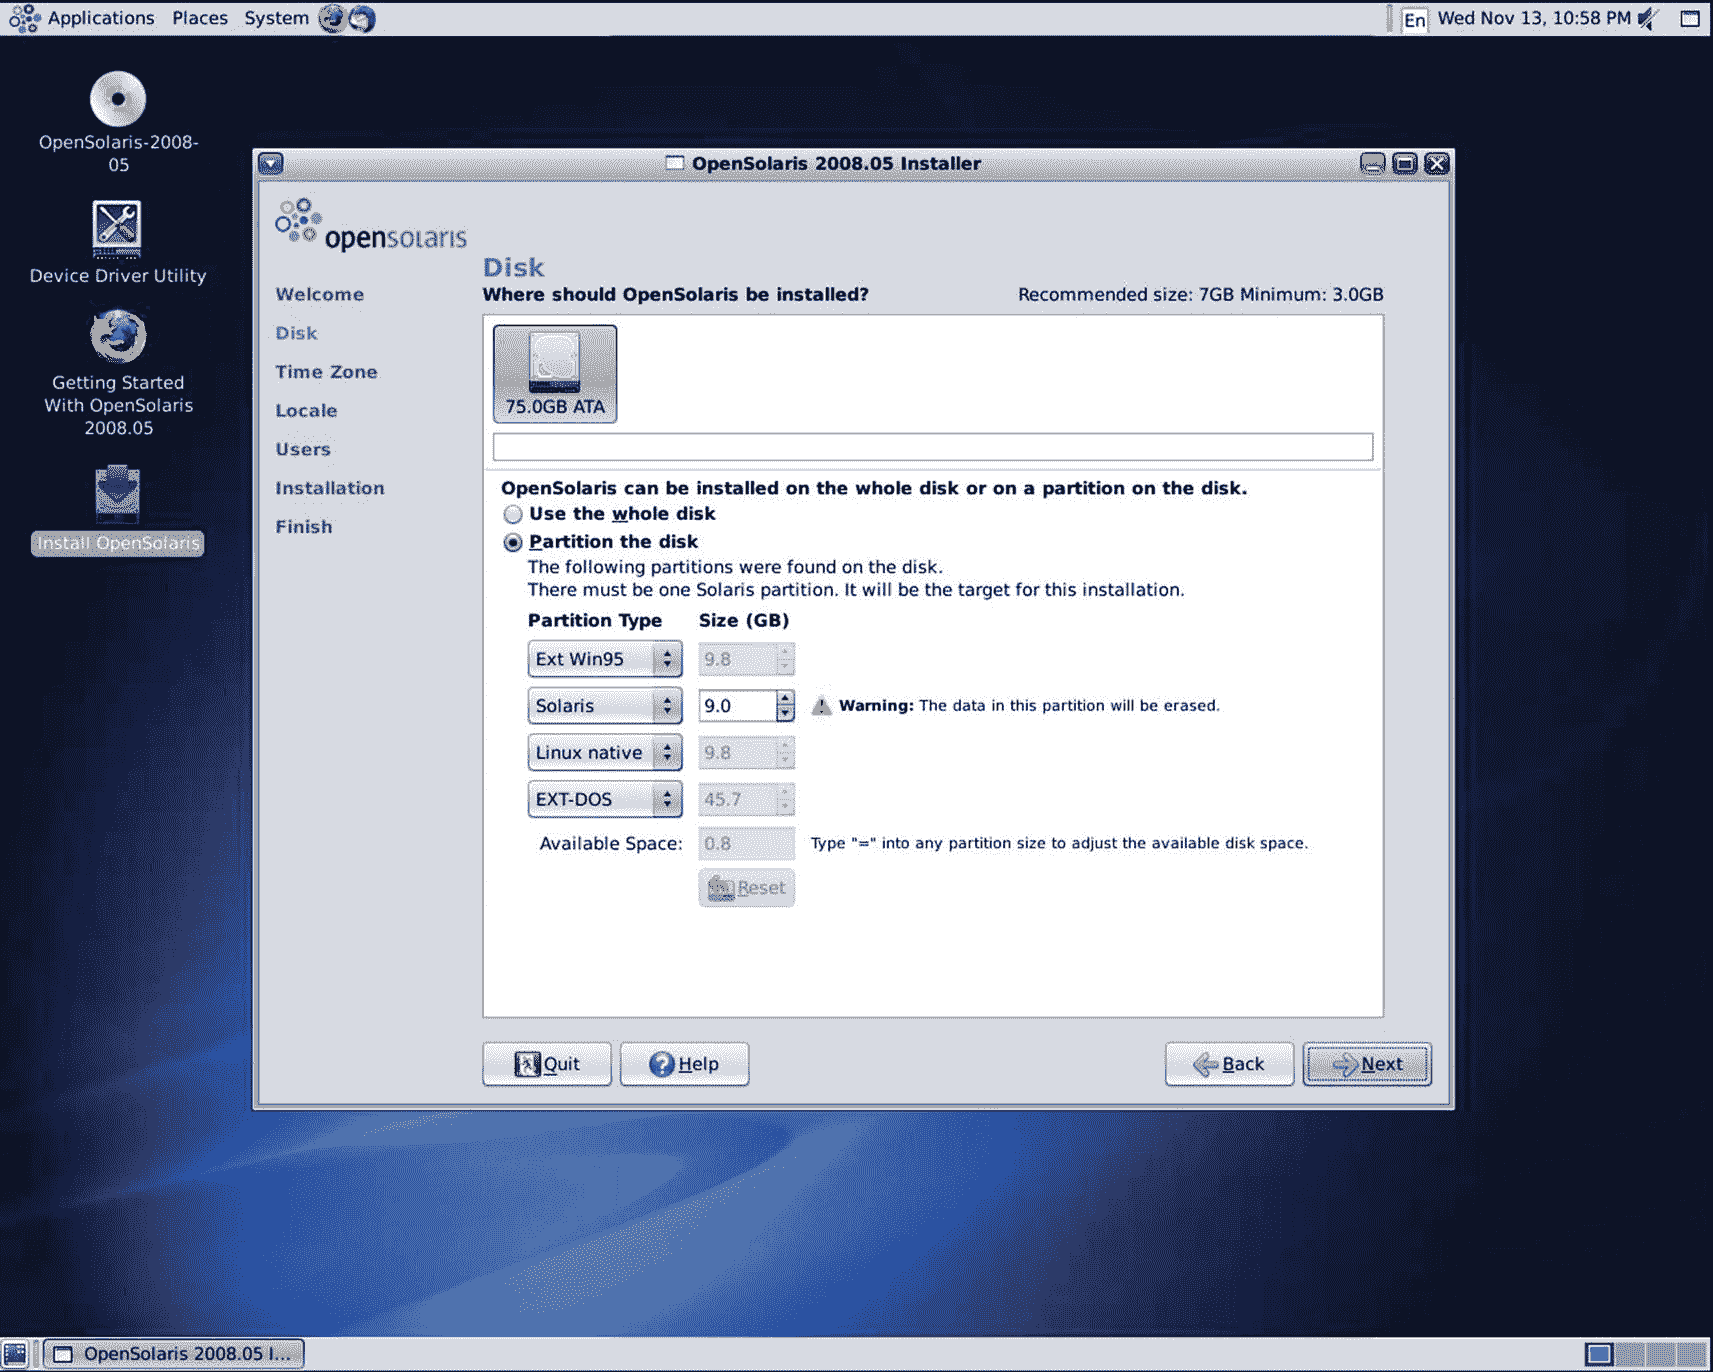 Applications Places System
En Wed Nov 13, 10:58 PM
OpenSolaris-2008-
05
Device Driver Utility
Getting Started
With OpenSolaris
2008.05
Install OpenSolaris
OpenSolaris 2008.05 Installer
opensolaris
Welcome
Disk
Time Zone
Locale
Users
Installation
Finish
Disk
Where should OpenSolaris be installed? Recommended size: 7GB Minimum: 3.0GB
75.0GB ATA
OpenSolaris can be installed on the whole disk or on a partition on the disk.
Use the whole disk
Partition the disk
The following partitions were found on the disk.
There must be one Solaris partition. It will be the target for this installation.
Partition Type Size (GB)
Ext Win95 9.8
Solaris 9.0 Warning: The data in this partition will be erased.
Linux native 9.8
EXT-DOS 45.7
Available Space: 0.8 Type "=" into any partition size to adjust the available disk space.
Reset
Quit Help Back Next
OpenSolaris 2008.05 I...